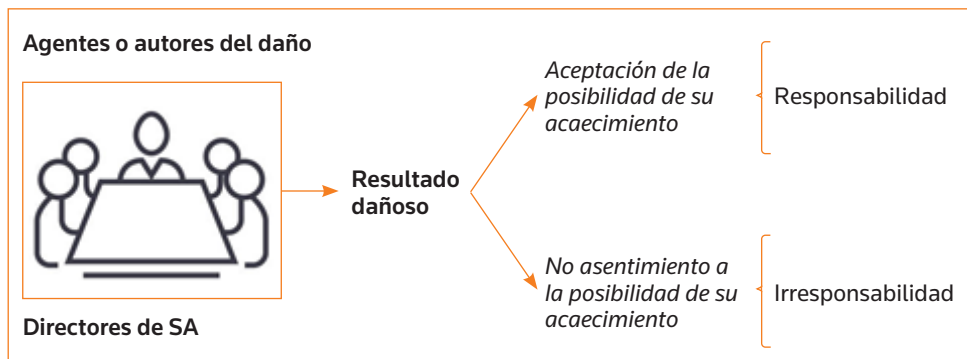 Agentes o autores del daño
Directores de SA
Resultado
dañoso
Aceptación de la
posibilidad de su
acaecimiento
Responsabilidad
No asentimiento a
la posibilidad de su
acaecimiento
Irresponsabilidad